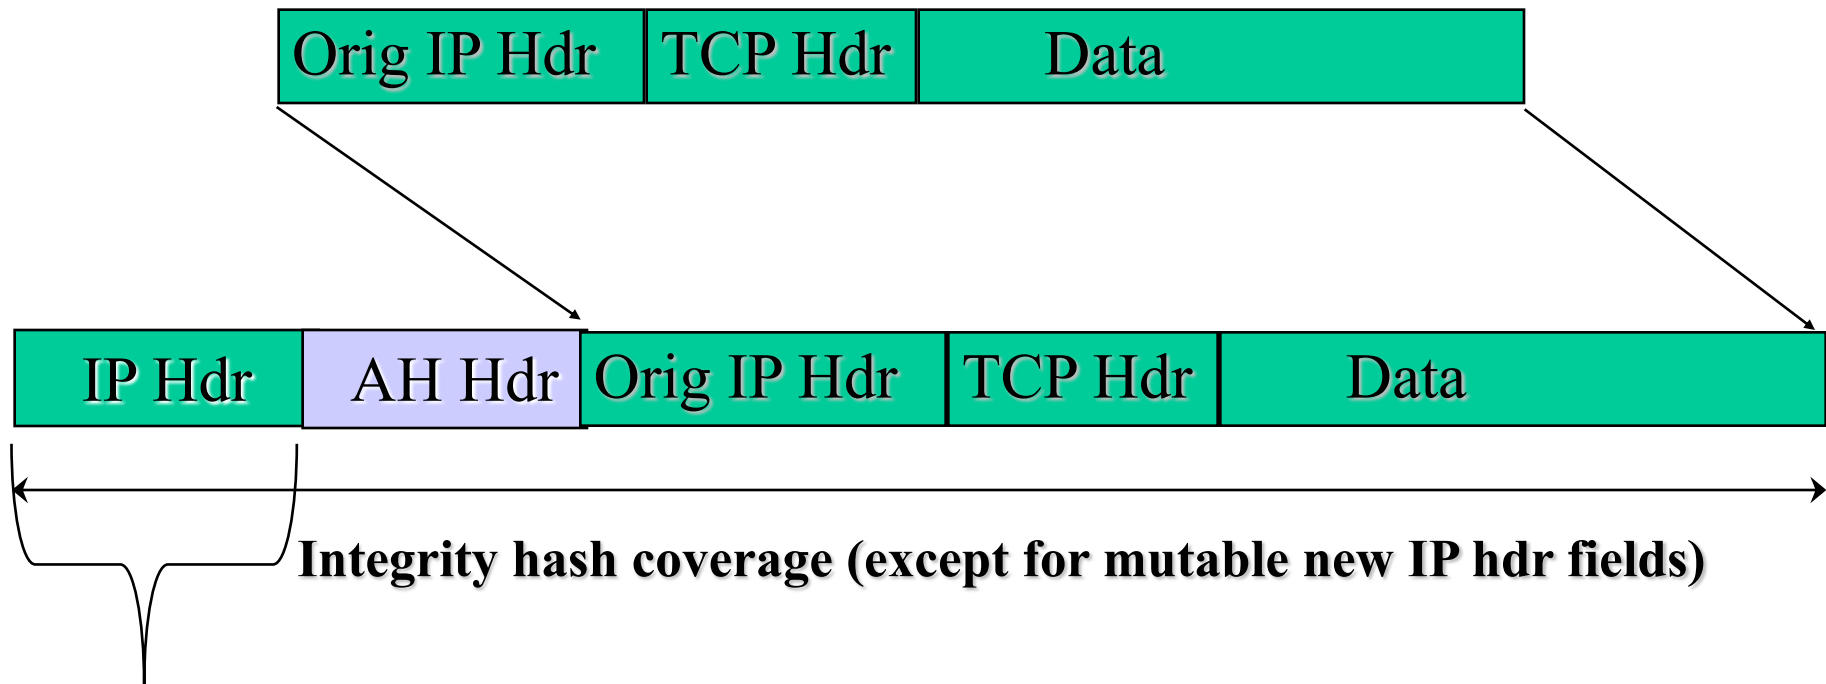 Orig IP Hdr TCP Hdr Data
IP Hdr AH Hdr Orig IP Hdr TCP Hdr Data
Integrity hash coverage (except for mutable new IP hdr fields)